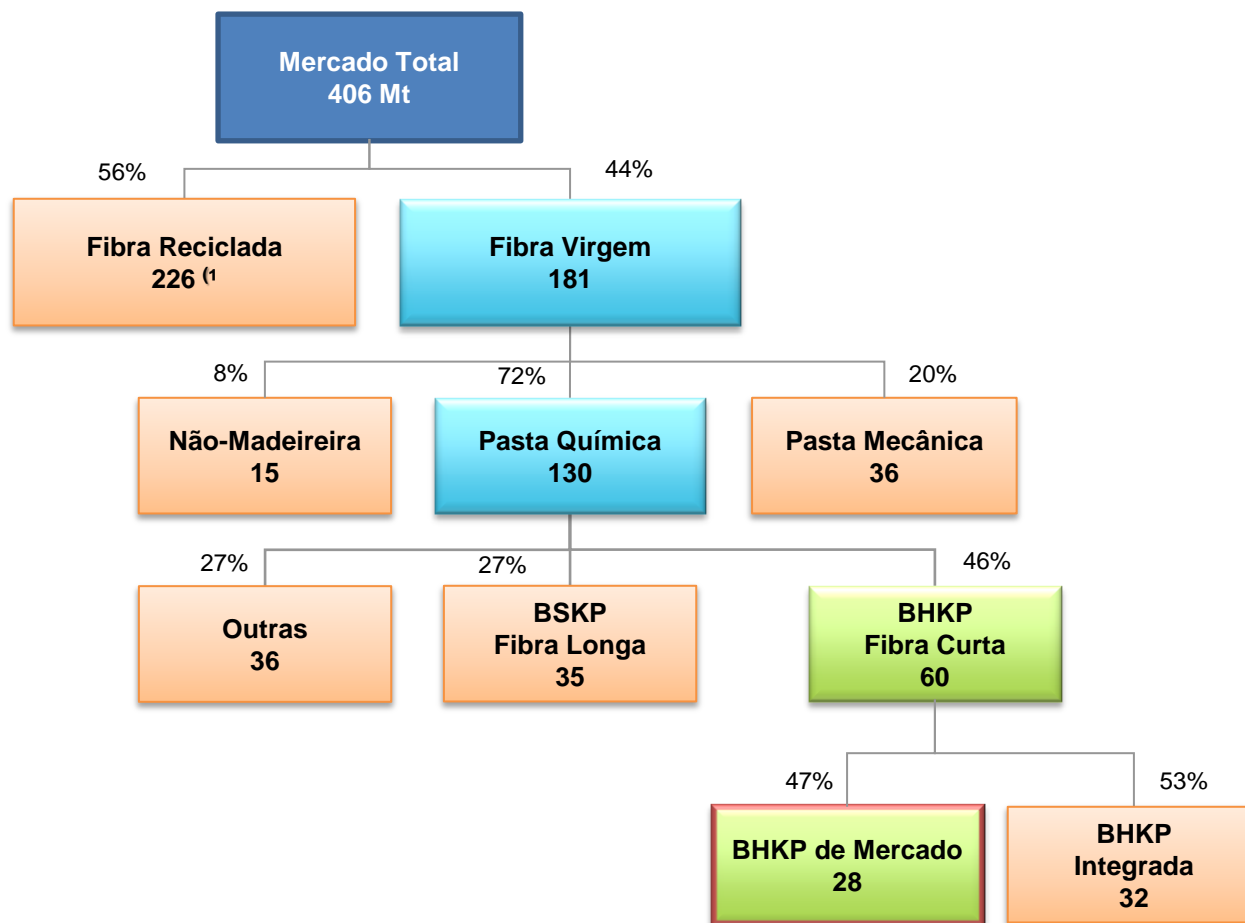 Mercado Total
406 Mt
56%
44%
Fibra Reciclada
226 (1
Fibra Virgem
181
8%
72%
20%
Não-Madeireira
15
Pasta Química
130
Pasta Mecânica
36
27%
27%
46%
Outras
36
BSKP
Fibra Longa
35
BHKP
Fibra Curta
60
47%
53%
BHKP de Mercado
28
BHKP
Integrada
32